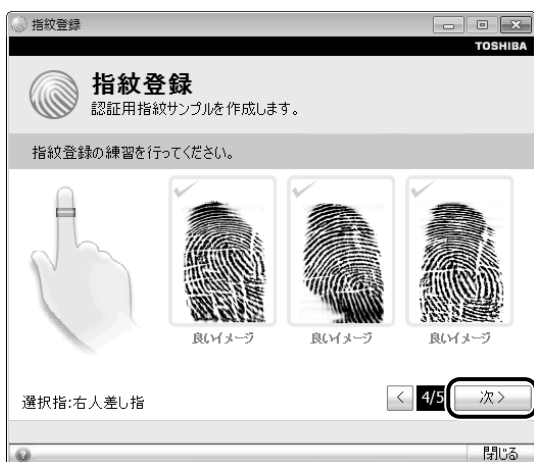 指紋登録
TOSHIBA
指紋登録
認証用指紋サンプルを作成します。
指紋登録の練習を行ってください。
良いイメージ 良いイメージ 良いイメージ
選択指:右人差し指
< 4/5 次 >
閉じる